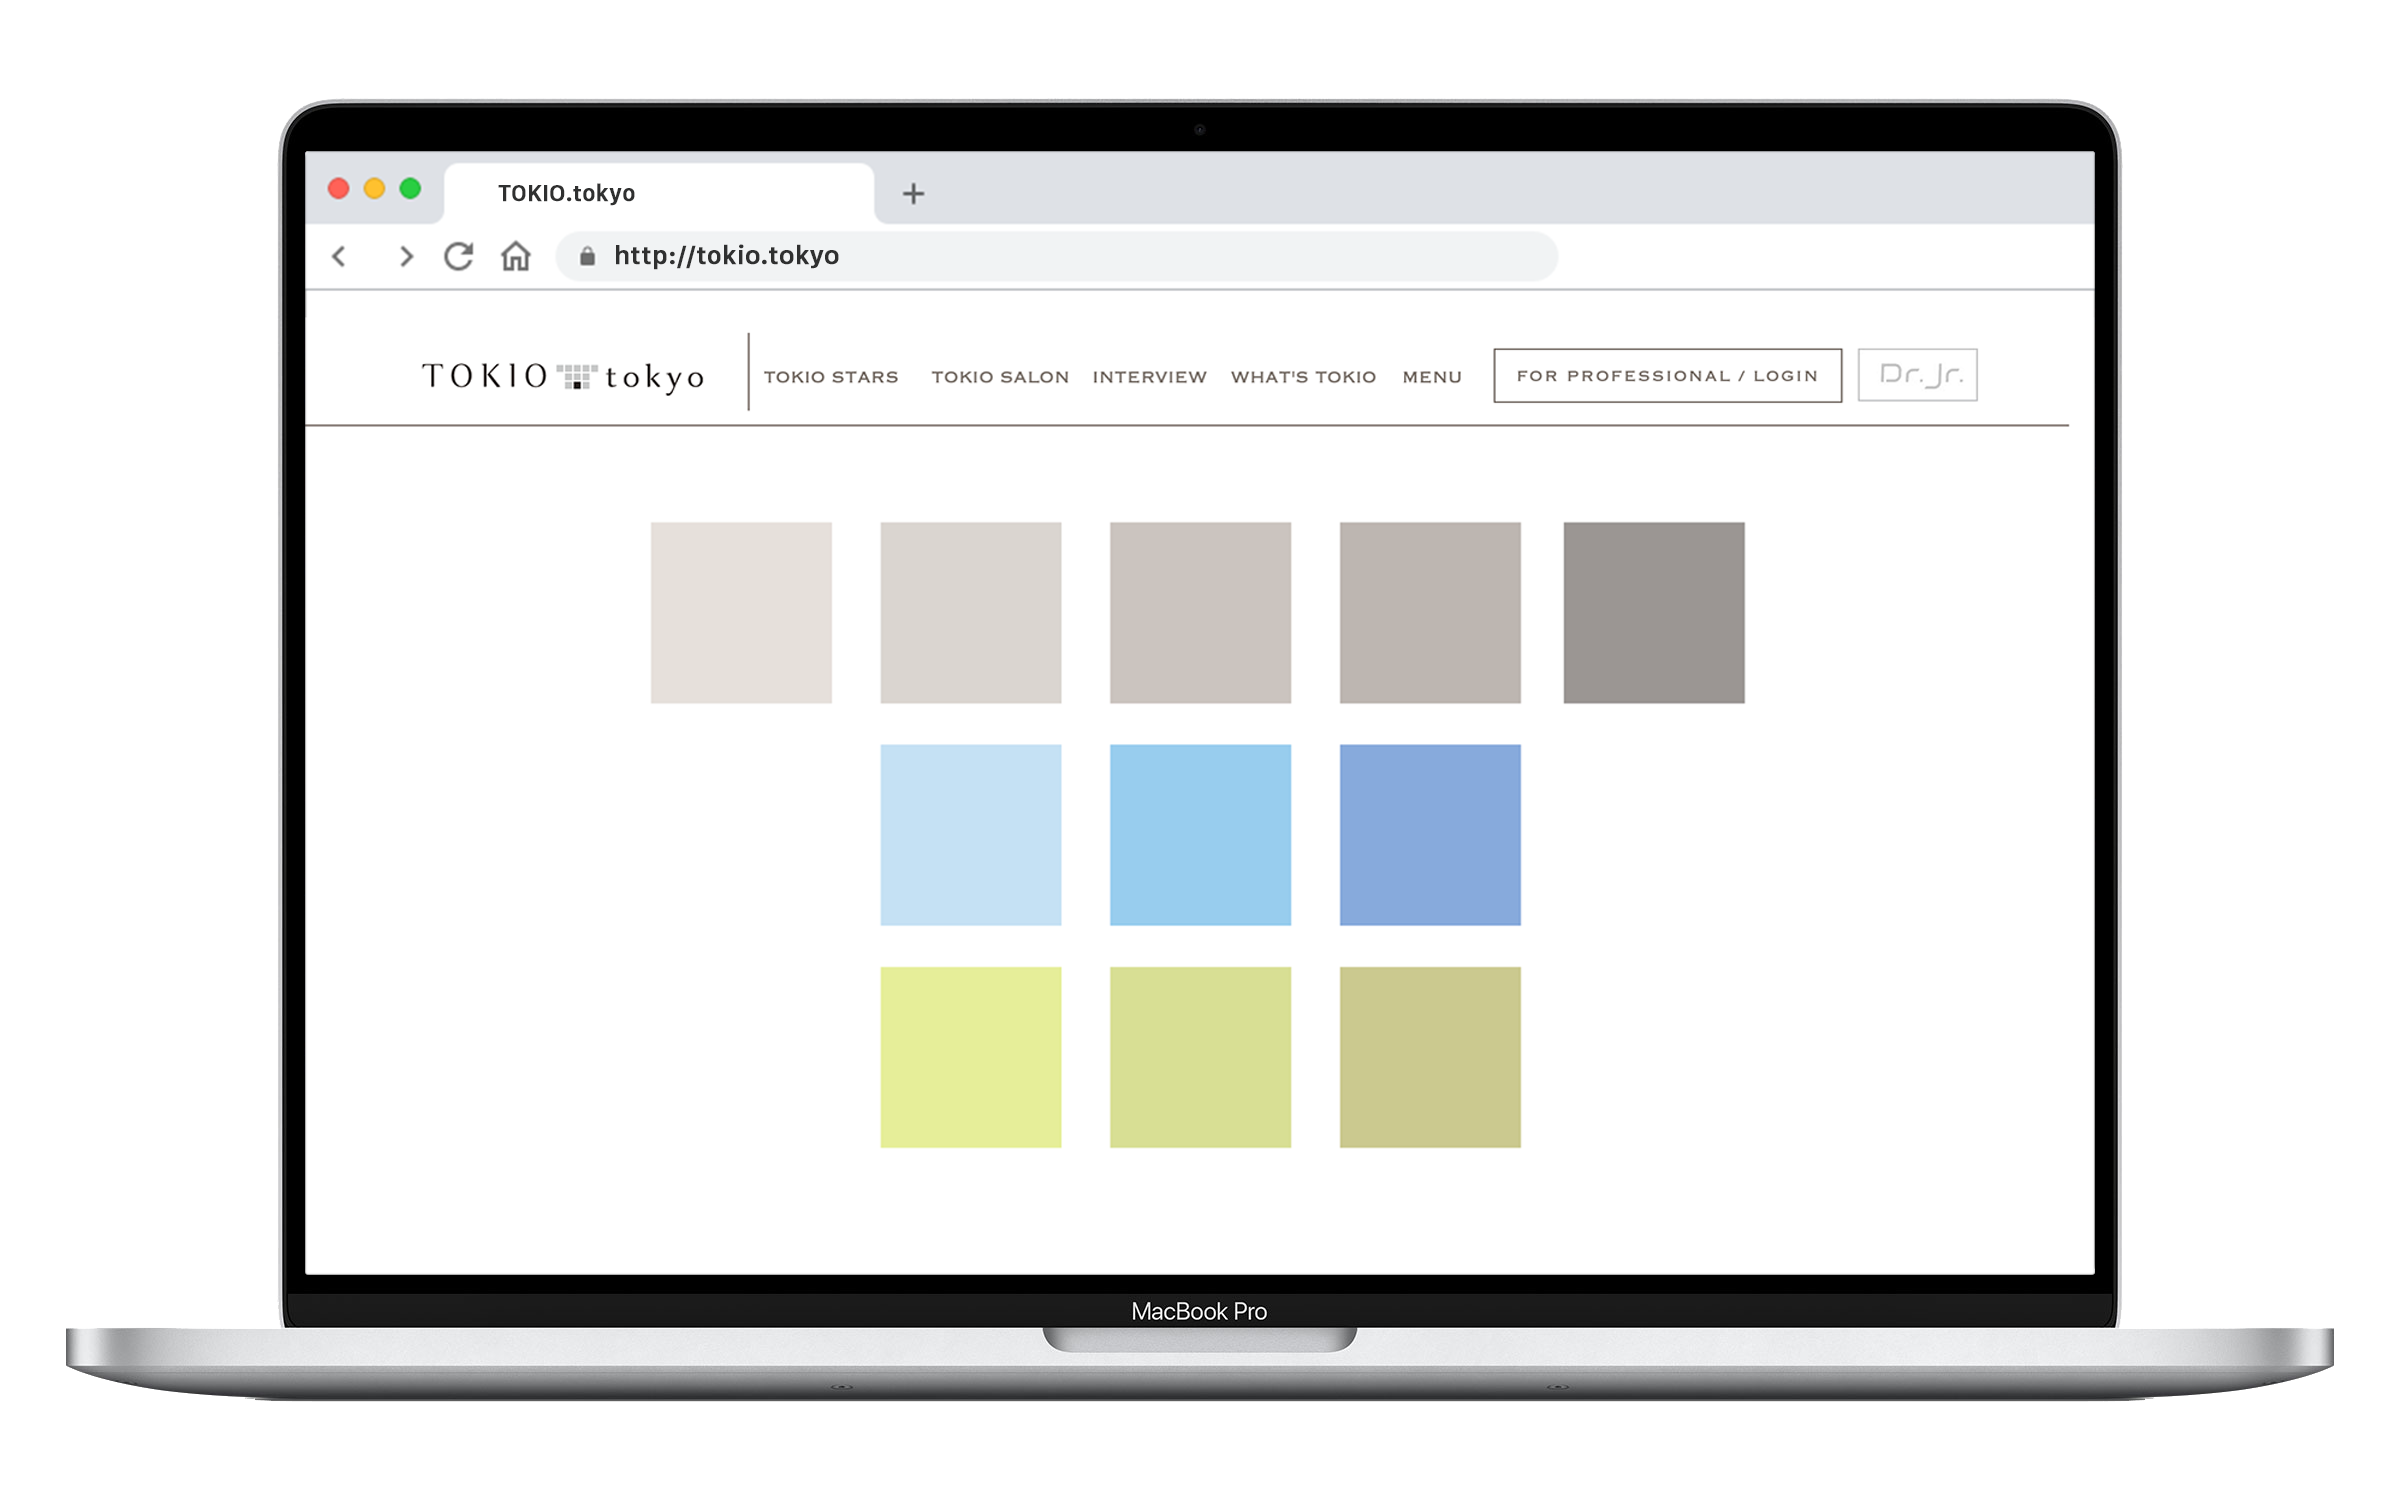 TOKIO.tokyo
http://tokio.tokyo
TOKIO tokyo
TOKIO STARS TOKIO SALON INTERVIEW WHAT'S TOKIO MENU FOR PROFESSIONAL / LOGIN Dr.Jr.
MacBook Pro